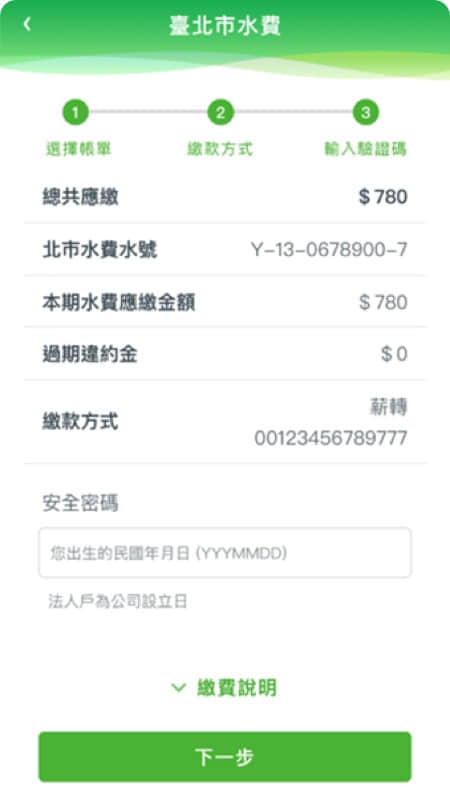 臺北市水費
1 2 3
選擇帳單 繳款方式 輸入驗證碼
總共應繳 $ 780
北市水費水號 Y-13-0678900-7
本期水費應繳金額 $ 780
過期違約金 $ 0
繳款方式 薪轉
00123456789777
安全密碼
您出生的民國年月日 (YYYMMDD)
法人戶為公司設立日
繳費說明
下一步